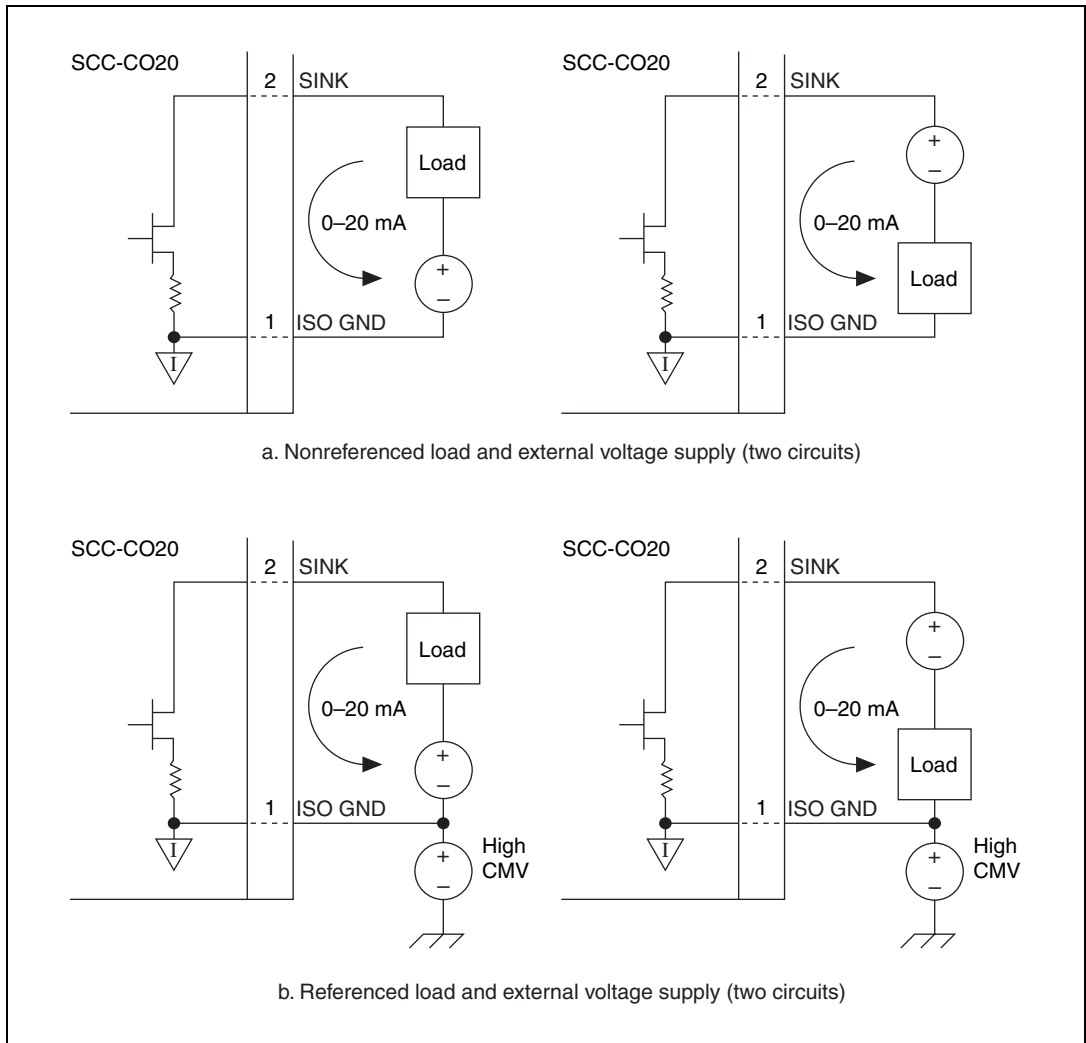 SCC-CO20
2 SINK
Load
0–20 mA
+
–
1 ISO GND
I
SCC-CO20
2 SINK
+
–
0–20 mA
Load
1 ISO GND
I
a. Nonreferenced load and external voltage supply (two circuits)
SCC-CO20
2 SINK
Load
0–20 mA
+
–
1 ISO GND
I
+
–
High
CMV
SCC-CO20
2 SINK
+
–
0–20 mA
Load
1 ISO GND
I
+
–
High
CMV
b. Referenced load and external voltage supply (two circuits)